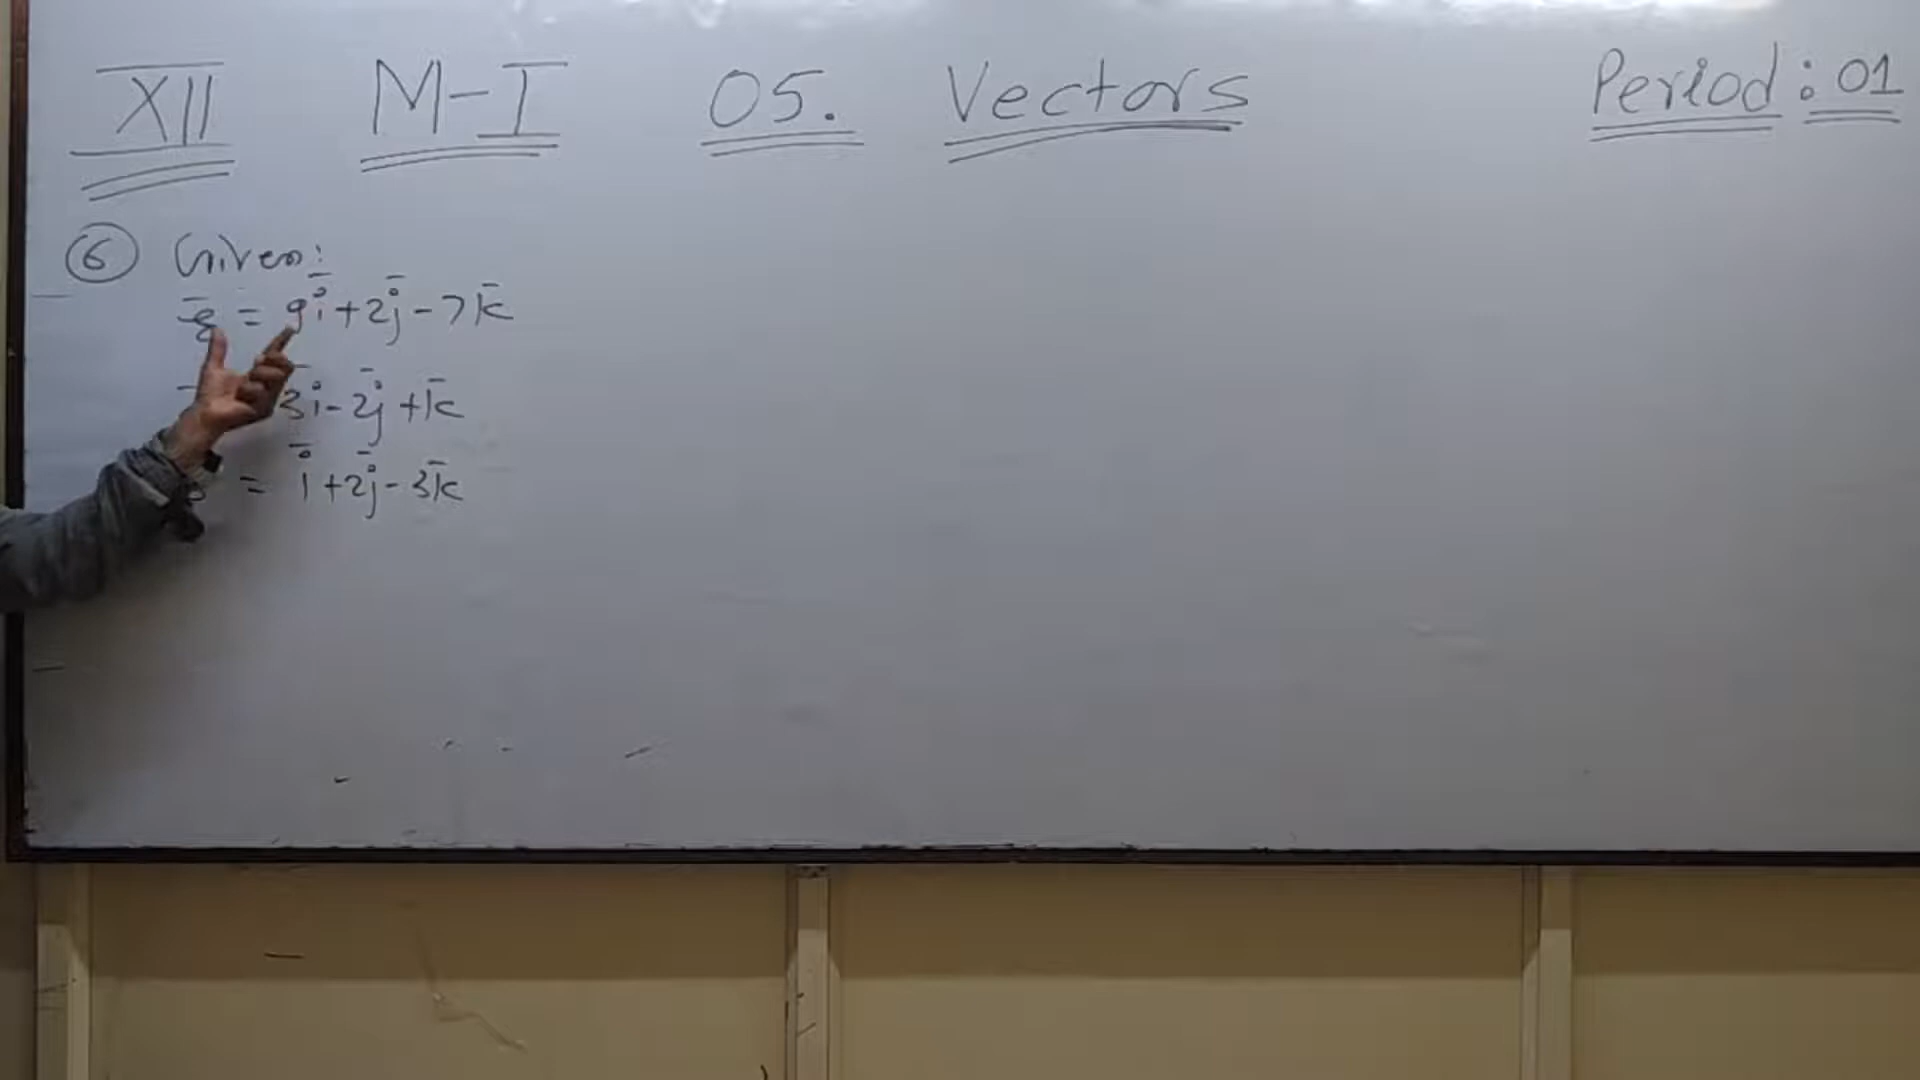 XII M-I 05. Vectors Period: 01
⑥ Given:
= 9i̅ + 2j̅ - 7k̅
3i̅ - 2j̅ + k̅
= i̅ + 2j̅ - 3k̅